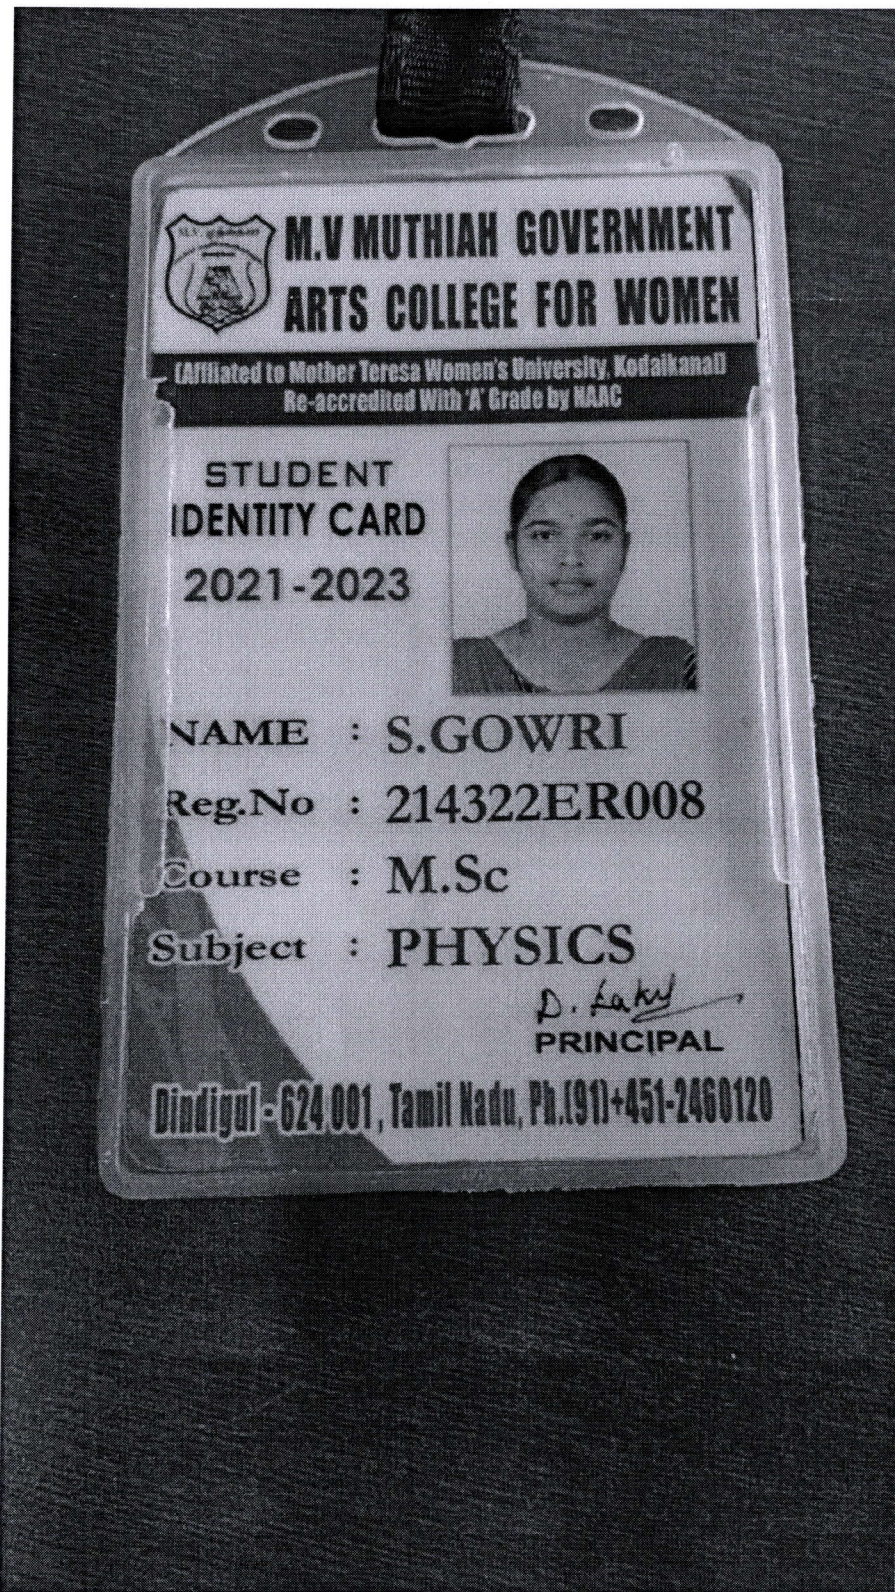 M.V MUTHIAH GOVERNMENT
ARTS COLLEGE FOR WOMEN
(Affiliated to Mother Teresa Women's University, Kodaikanal)
Re-accredited With 'A' Grade by NAAC
STUDENT
IDENTITY CARD
2021-2023
NAME : S.GOWRI
Reg.No : 214322ER008
Course : M.Sc
Subject : PHYSICS
PRINCIPAL
Dindigul - 624 001, Tamil Nadu, Ph.(91)+451-2460120